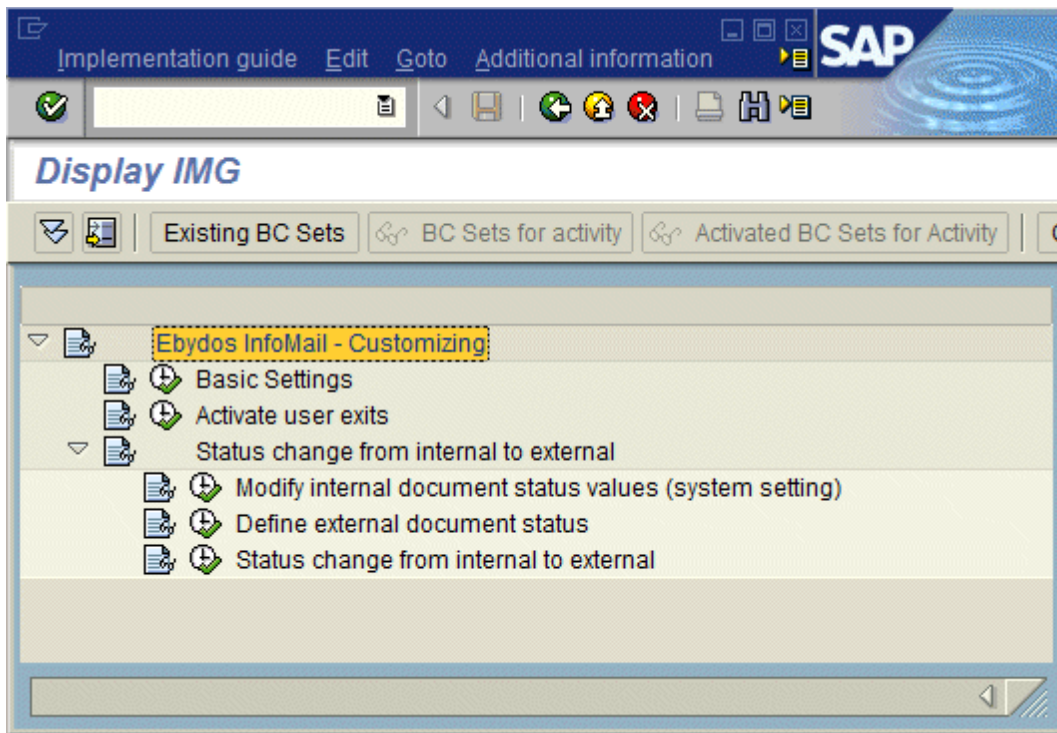 Implementation guide Edit Goto Additional information
SAP
Display IMG
Existing BC Sets BC Sets for activity Activated BC Sets for Activity
Ebydos InfoMail - Customizing
Basic Settings
Activate user exits
Status change from internal to external
Modify internal document status values (system setting)
Define external document status
Status change from internal to external